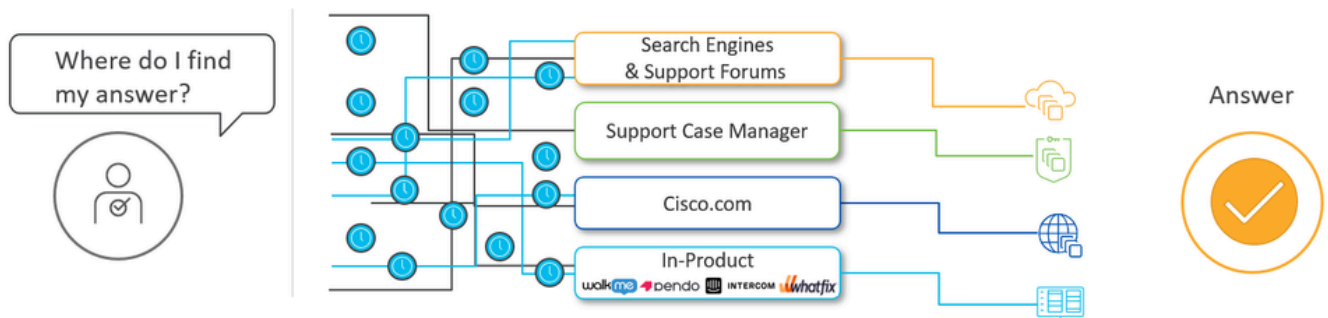 Where do I find
my answer?
Search Engines
& Support Forums
Support Case Manager
Cisco.com
In-Product
walkme pendo INTERCOM whatfix
Answer